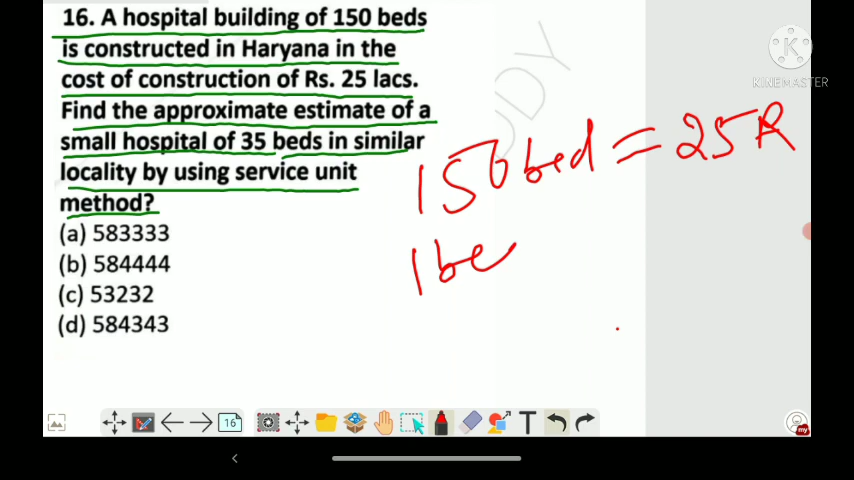 16. A hospital building of 150 beds
is constructed in Haryana in the
cost of construction of Rs. 25 lacs.
Find the approximate estimate of a
small hospital of 35 beds in similar
locality by using service unit
method?
(a) 583333
(b) 584444
(c) 53232
(d) 584343
150 bed = 25 R
1 be
UDY
KINEMASTER
16
T
my